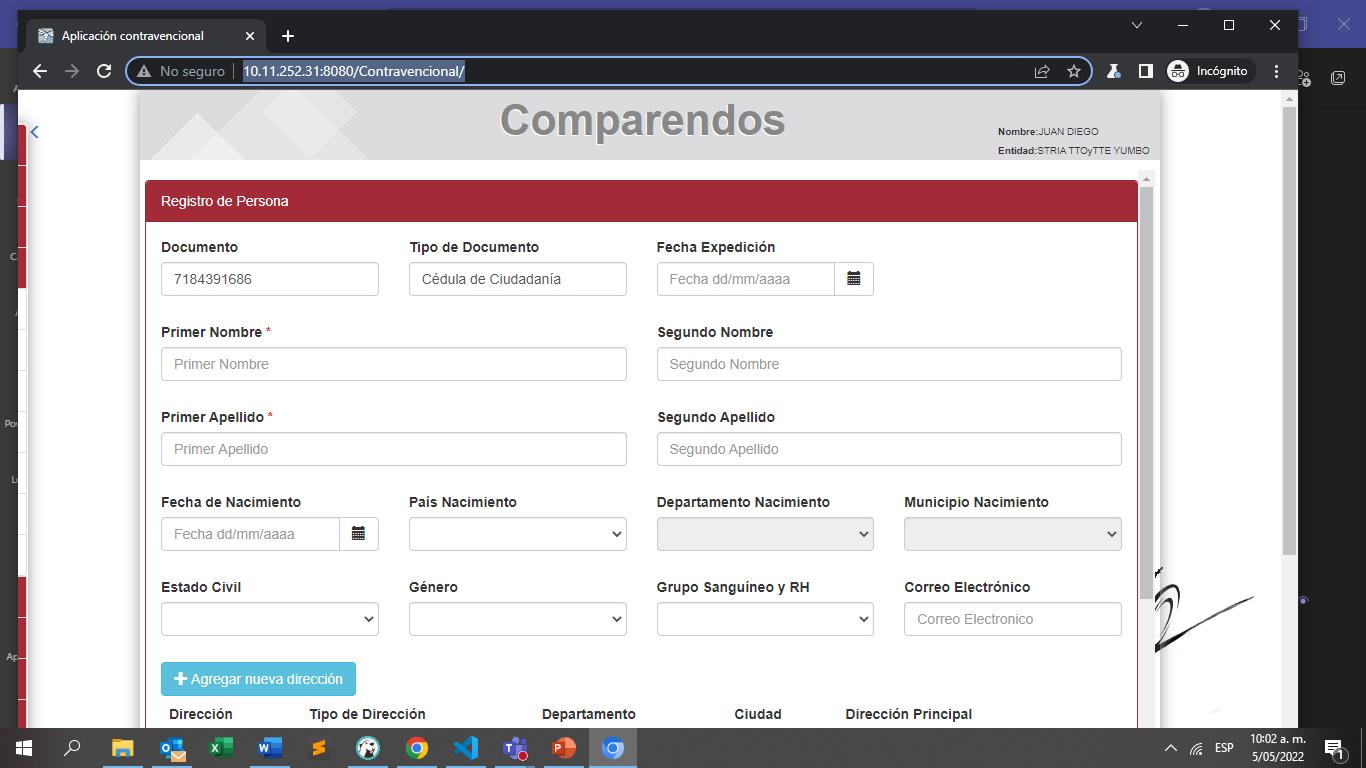 Aplicación contravencional
No seguro
10.11.252.31:8080/Contravencional/
Incógnito
Comparendos
Nombre:JUAN DIEGO
Entidad:STRIA TTOyTTE YUMBO
Registro de Persona
Documento Tipo de Documento Fecha Expedición
7184391686 Cédula de Ciudadanía Fecha dd/mm/aaaa
Primer Nombre * Segundo Nombre
Primer Nombre Segundo Nombre
Primer Apellido * Segundo Apellido
Primer Apellido Segundo Apellido
Fecha de Nacimiento País Nacimiento Departamento Nacimiento Municipio Nacimiento
Fecha dd/mm/aaaa
Estado Civil Género Grupo Sanguíneo y RH Correo Electrónico
Correo Electronico
Agregar nueva dirección
Dirección Tipo de Dirección Departamento Ciudad Dirección Principal
ESP
10:02 a. m.
5/05/2022
1